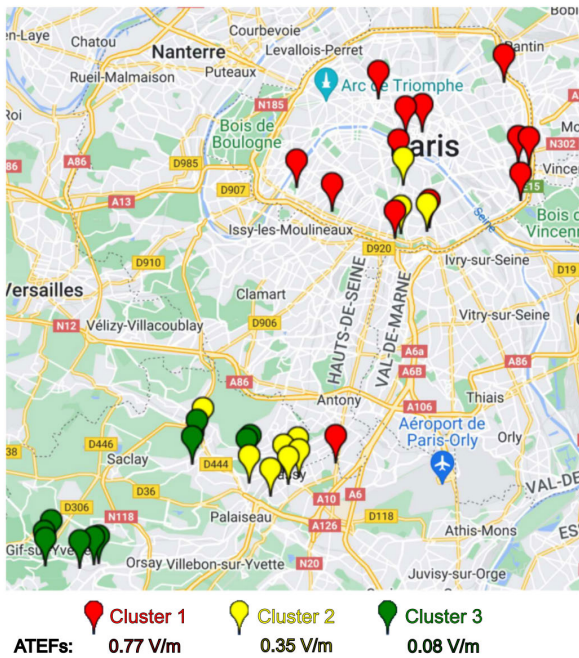 Courbevoie
Bobi
en-Laye
Chatou
Nanterre
Levallois-Perret
Pantin
Puteaux
Rueil-Malmaison
Arc de Triomphe
N185
Roi
Bois de
Boulogne
Paris
N302
86
A86
D985
Vincen
A13
D907
E15
Bois de
Vincenn
Seine
Issy-les-Moulineaux
D920
Ivry-sur-Seine
D910
D19
Versailles
Clamart
HAUTS-DE-SEINE
VAL-DE-MARNE
Vitry-sur-Seine
N12
Vélizy-Villacoublay
D906
A6a
A6B
A86
A86
Antony
Thiais
A106
Aéroport de
Paris-Orly
Orly
38
D446
Saclay
D444
D36
A10
A6
VAL-D
D306
N118
Palaiseau
D118
A126
Athis-Mons
ES
Gif-sur-Yvette
Orsay
Villebon-sur-Yvette
N20
Juvisy-sur-Orge
Cluster 1
Cluster 2
Cluster 3
ATEFs:
0.77 V/m
0.35 V/m
0.08 V/m